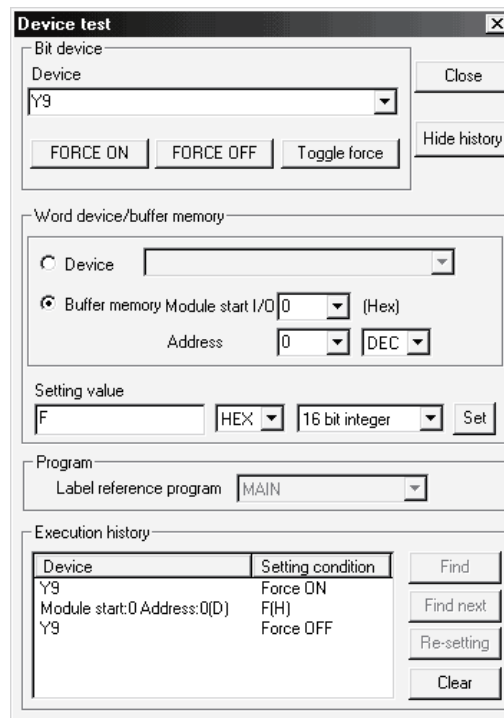 Device test
Bit device
Device
Close
Y9
FORCE ON FORCE OFF Toggle force
Hide history
Word device/buffer memory
Device
Buffer memory Module start I/O 0 (Hex)
Address 0 DEC
Setting value
F HEX 16 bit integer Set
Program
Label reference program MAIN
Execution history
Device Setting condition Find
Y9 Force ON
Module start:0 Address:0(D) F(H) Find next
Y9 Force OFF
Re-setting
Clear